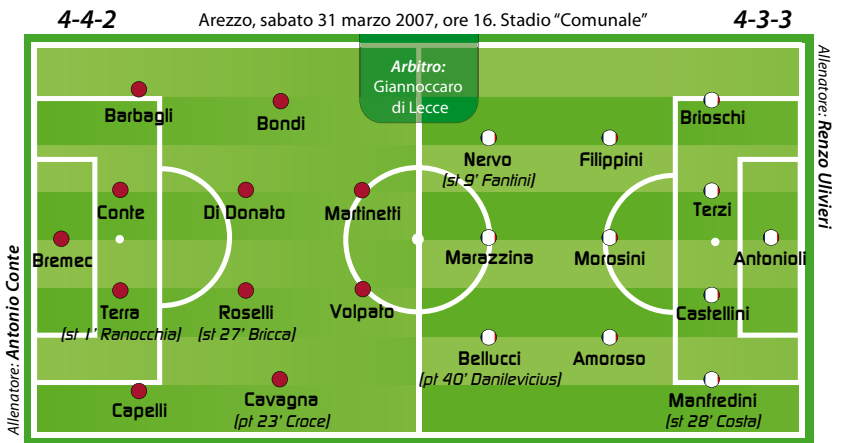 4-4-2
Arezzo, sabato 31 marzo 2007, ore 16. Stadio “Comunale”
4-3-3
Arbitro:
Giannoccaro
di Lecce
Allenatore: Antonio Conte
Bremec
Barbagli
Conte
Terra
(st 1’ Ranocchia)
Capelli
Bondi
Di Donato
Roselli
(st 27’ Bricca)
Cavagna
(pt 23’ Croce)
Martinetti
Volpato
Nervo
(st 9’ Fantini)
Marazzina
Bellucci
(pt 40’ Danilevicius)
Filippini
Morosini
Amoroso
Brioschi
Terzi
Castellini
Manfredini
(st 28’ Costa)
Antonioli
Allenatore: Renzo Ulivieri